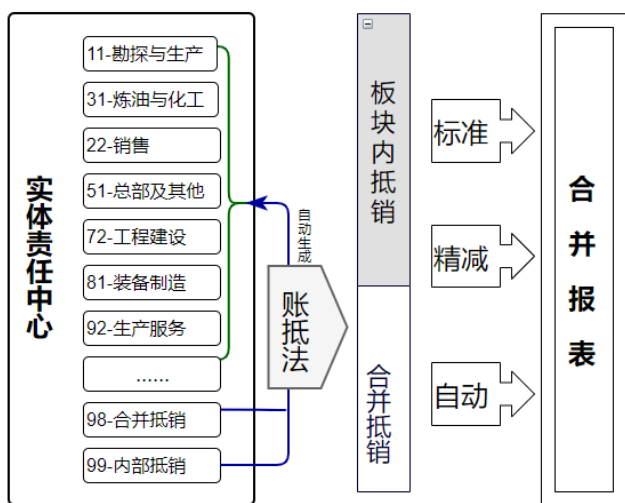 实体责任中心
11-勘探与生产
31-炼油与化工
22-销售
51-总部及其他
72-工程建设
81-装备制造
92-生产服务
......
98-合并抵销
99-内部抵销
自动生成
账抵法
板块内抵销
合并抵销
标准
精减
自动
合并报表